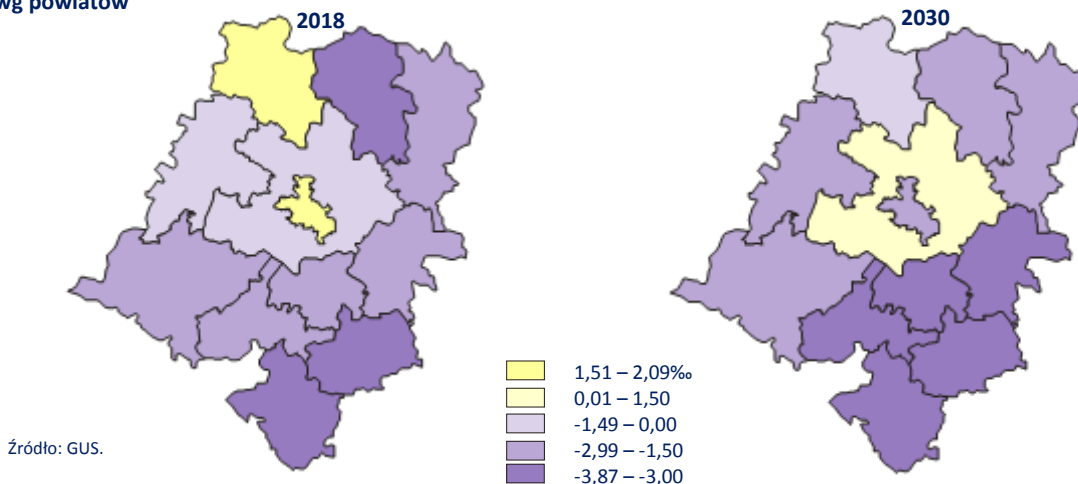 wg powiatów
2018
2030
1,51 – 2,09‰
0,01 – 1,50
-1,49 – 0,00
-2,99 – -1,50
-3,87 – -3,00
Źródło: GUS.